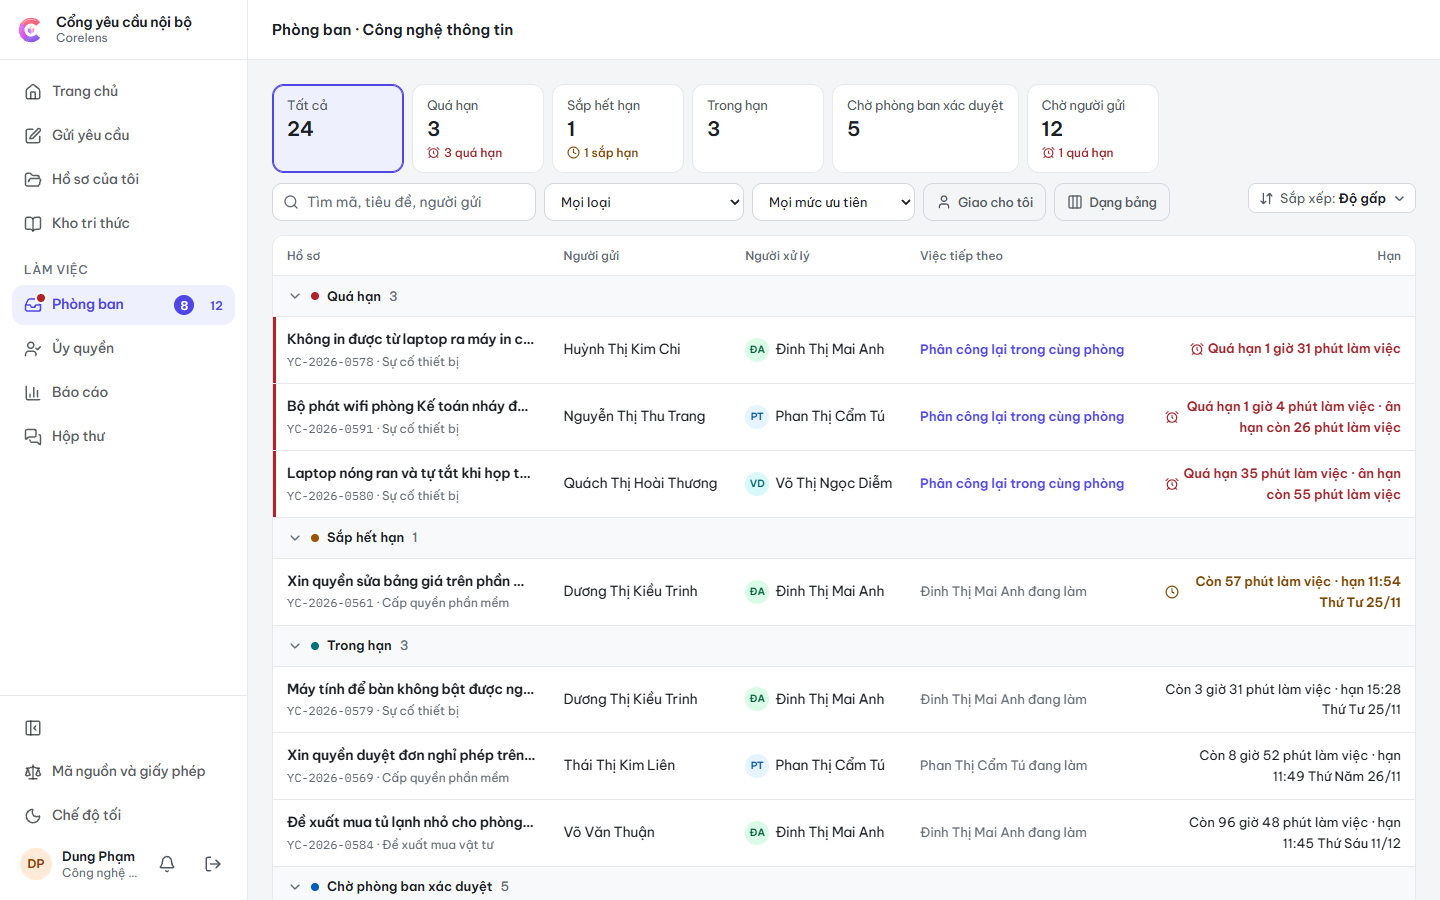 Cổng yêu cầu nội bộ
Corelens
Trang chủ
Gửi yêu cầu
Hồ sơ của tôi
Kho tri thức
LÀM VIỆC
Phòng ban 8 12
Ủy quyền
Báo cáo
Hộp thư
Mã nguồn và giấy phép
Chế độ tối
DP
Dung Phạm
Công nghệ ...
Phòng ban · Công nghệ thông tin
Tất cả
24
Quá hạn
3
3 quá hạn
Sắp hết hạn
1
1 sắp hạn
Trong hạn
3
Chờ phòng ban xác duyệt
5
Chờ người gửi
12
1 quá hạn
Tìm mã, tiêu đề, người gửi
Mọi loại
Mọi mức ưu tiên
Giao cho tôi
Dạng bảng
Sắp xếp: Độ gấp
Hồ sơ Người gửi Người xử lý Việc tiếp theo Hạn
Quá hạn 3
Không in được từ laptop ra máy in c...
YC-2026-0578 · Sự cố thiết bị
Huỳnh Thị Kim Chi
ĐA Đinh Thị Mai Anh
Phân công lại trong cùng phòng
Quá hạn 1 giờ 31 phút làm việc
Bộ phát wifi phòng Kế toán nháy đ...
YC-2026-0591 · Sự cố thiết bị
Nguyễn Thị Thu Trang
PT Phan Thị Cẩm Tú
Phân công lại trong cùng phòng
Quá hạn 1 giờ 4 phút làm việc · ân
hạn còn 26 phút làm việc
Laptop nóng ran và tự tắt khi họp t...
YC-2026-0580 · Sự cố thiết bị
Quách Thị Hoài Thương
VD Võ Thị Ngọc Diễm
Phân công lại trong cùng phòng
Quá hạn 35 phút làm việc · ân hạn
còn 55 phút làm việc
Sắp hết hạn 1
Xin quyền sửa bảng giá trên phần ...
YC-2026-0561 · Cấp quyền phần mềm
Dương Thị Kiều Trinh
ĐA Đinh Thị Mai Anh
Đinh Thị Mai Anh đang làm
Còn 57 phút làm việc · hạn 11:54
Thứ Tư 25/11
Trong hạn 3
Máy tính để bàn không bật được ng...
YC-2026-0579 · Sự cố thiết bị
Dương Thị Kiều Trinh
ĐA Đinh Thị Mai Anh
Đinh Thị Mai Anh đang làm
Còn 3 giờ 31 phút làm việc · hạn 15:28
Thứ Tư 25/11
Xin quyền duyệt đơn nghỉ phép trên...
YC-2026-0569 · Cấp quyền phần mềm
Thái Thị Kim Liên
PT Phan Thị Cẩm Tú
Phan Thị Cẩm Tú đang làm
Còn 8 giờ 52 phút làm việc · hạn
11:49 Thứ Năm 26/11
Đề xuất mua tủ lạnh nhỏ cho phòng...
YC-2026-0584 · Đề xuất mua vật tư
Võ Văn Thuận
ĐA Đinh Thị Mai Anh
Đinh Thị Mai Anh đang làm
Còn 96 giờ 48 phút làm việc · hạn
11:45 Thứ Sáu 11/12
Chờ phòng ban xác duyệt 5